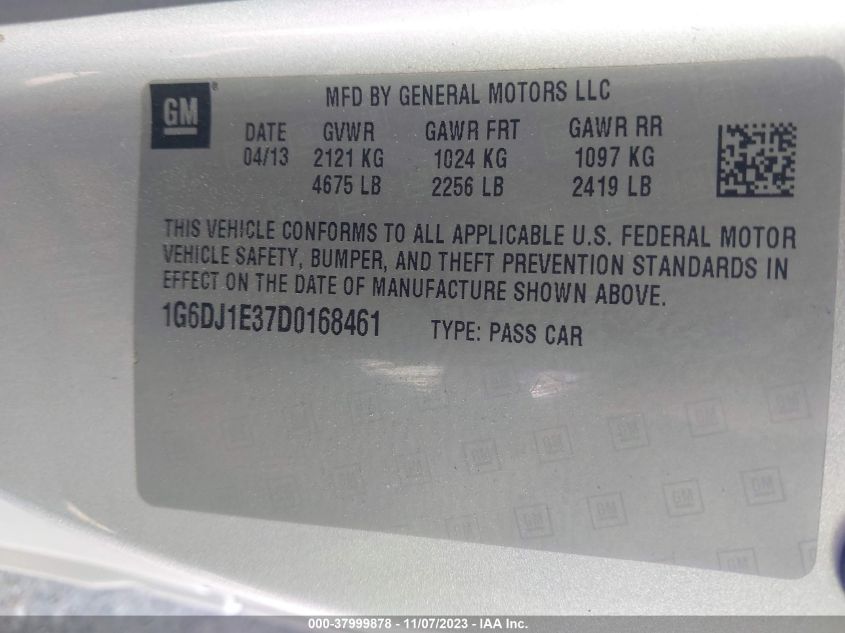 GM®
MFD BY GENERAL MOTORS LLC
DATE GVWR GAWR FRT GAWR RR
04/13 2121 KG 1024 KG 1097 KG
4675 LB 2256 LB 2419 LB
THIS VEHICLE CONFORMS TO ALL APPLICABLE U.S. FEDERAL MOTOR
VEHICLE SAFETY, BUMPER, AND THEFT PREVENTION STANDARDS IN
EFFECT ON THE DATE OF MANUFACTURE SHOWN ABOVE.
1G6DJ1E37D0168461 TYPE: PASS CAR
000-37999878 - 11/07/2023 - IAA Inc.